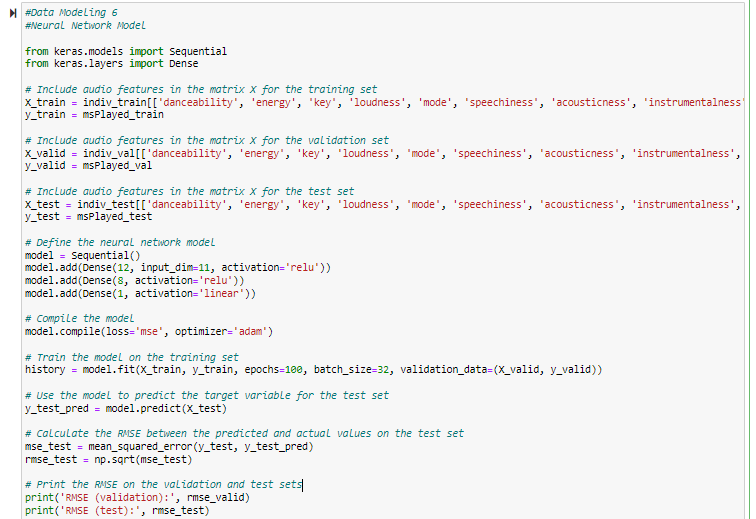 #Data Modeling 6
#Neural Network Model
from keras.models import Sequential
from keras.layers import Dense
# Include audio features in the matrix X for the training set
X_train = indiv_train[['danceability', 'energy', 'key', 'loudness', 'mode', 'speechiness', 'acousticness', 'instrumentalness'
y_train = msPlayed_train
# Include audio features in the matrix X for the validation set
X_valid = indiv_val[['danceability', 'energy', 'key', 'loudness', 'mode', 'speechiness', 'acousticness', 'instrumentalness',
y_valid = msPlayed_val
# Include audio features in the matrix X for the test set
X_test = indiv_test[['danceability', 'energy', 'key', 'loudness', 'mode', 'speechiness', 'acousticness', 'instrumentalness',
y_test = msPlayed_test
# Define the neural network model
model = Sequential()
model.add(Dense(12, input_dim=11, activation='relu'))
model.add(Dense(8, activation='relu'))
model.add(Dense(1, activation='linear'))
# Compile the model
model.compile(loss='mse', optimizer='adam')
# Train the model on the training set
history = model.fit(X_train, y_train, epochs=100, batch_size=32, validation_data=(X_valid, y_valid))
# Use the model to predict the target variable for the test set
y_test_pred = model.predict(X_test)
# Calculate the RMSE between the predicted and actual values on the test set
mse_test = mean_squared_error(y_test, y_test_pred)
rmse_test = np.sqrt(mse_test)
# Print the RMSE on the validation and test sets
print('RMSE (validation):', rmse_valid)
print('RMSE (test):', rmse_test)